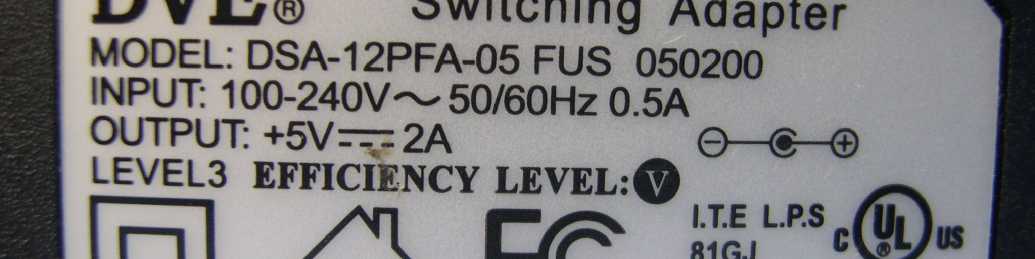 DVE® Switching Adapter
MODEL: DSA-12PFA-05 FUS 050200
INPUT: 100-240V~ 50/60Hz 0.5A
OUTPUT: +5V⎓2A
LEVEL3 EFFICIENCY LEVEL:Ⓥ
FC
I.T.E L.P.S
81GJ
C UL® US